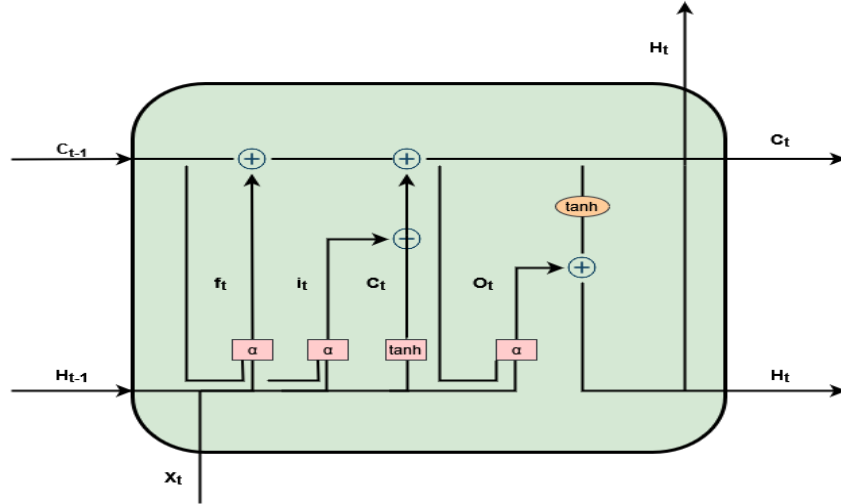 Hₜ
Cₜ₋₁
+
+
Cₜ
tanh
+
+
fₜ
iₜ
Cₜ
Oₜ
α
α
tanh
α
Hₜ₋₁
Hₜ
xₜ